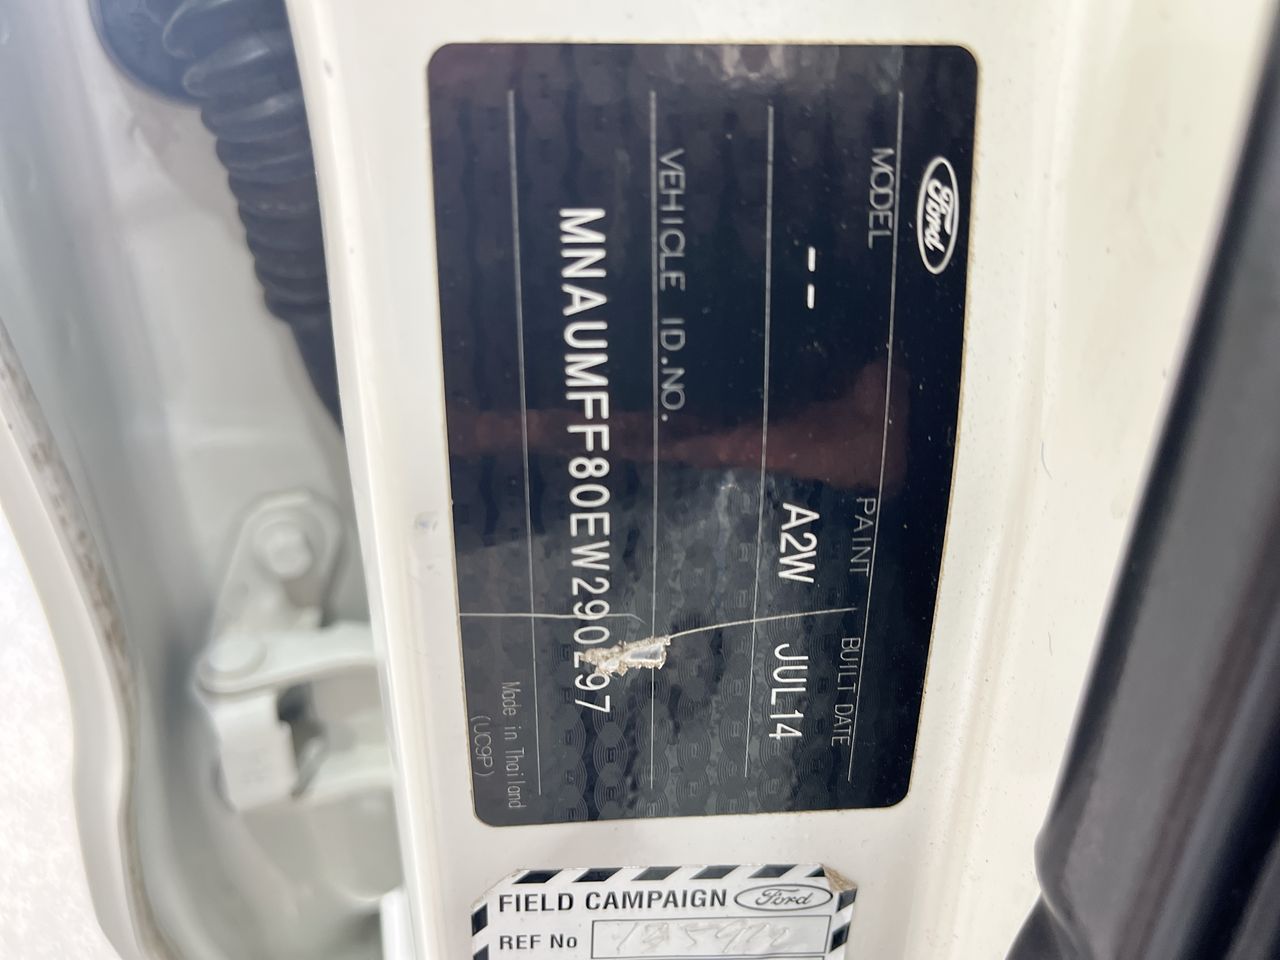 Ford
MODEL PAINT BUILT DATE
-- A2W JUL14
VEHICLE ID.NO.
MNAUMFF80EW290297
Made in Thailand
(UC9P)
FIELD CAMPAIGN Ford
REF No